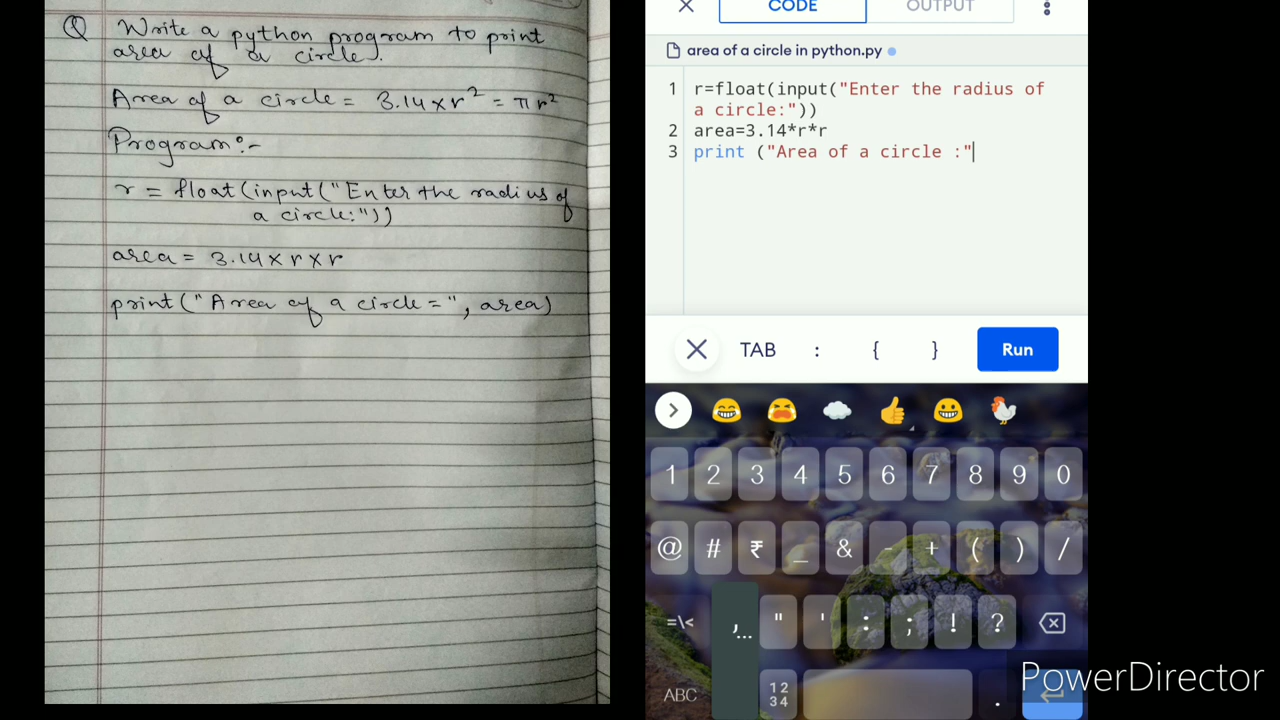 Q Write a python program to print
area of a circle.
Area of a circle = 3.14 x r² = πr²
Program:-
r = float(input("Enter the radius of
a circle:"))
area = 3.14 x r x r
print("Area of a circle =", area)
CODE OUTPUT
area of a circle in python.py
1 r=float(input("Enter the radius of
a circle:"))
2 area=3.14*r*r
3 print ("Area of a circle :"
TAB : { } Run
1 2 3 4 5 6 7 8 9 0
@ # ₹ _ & - + ( ) /
=\< ,... " ' : ; ! ?
ABC 12 .
34
PowerDirector